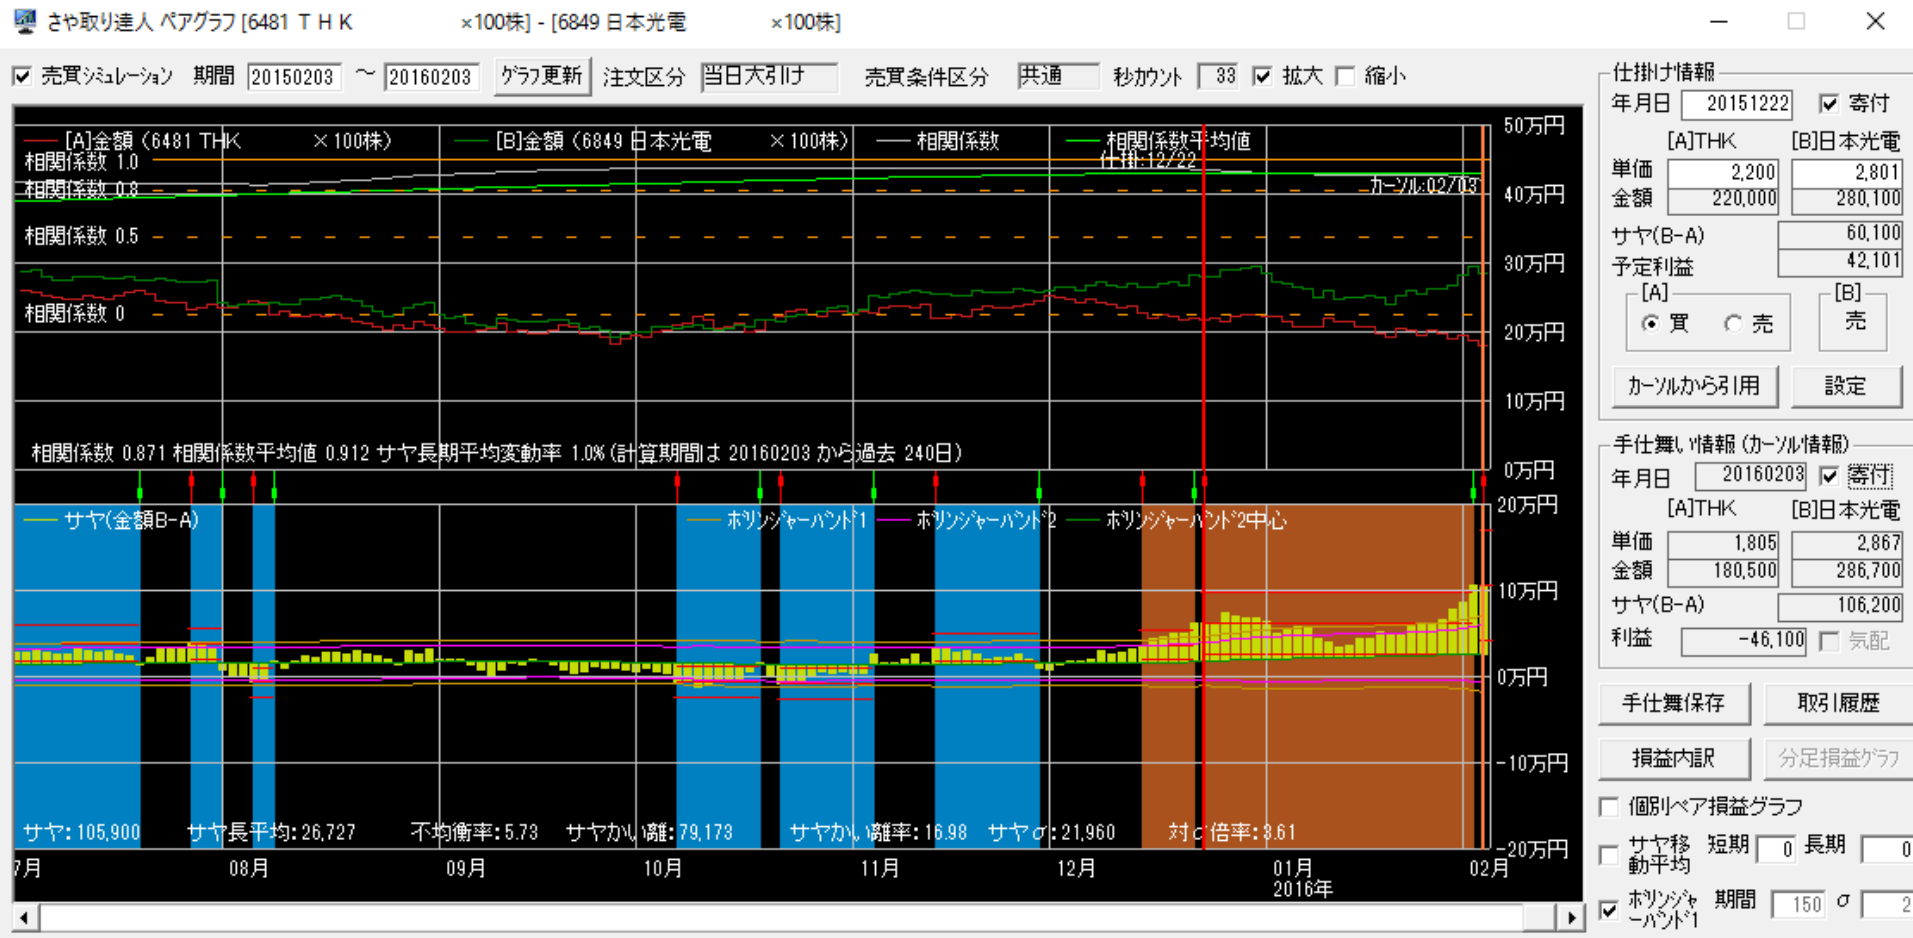 さや取り達人 ペアグラフ [6481 ＴＨＫ ×100株] - [6849 日本光電 ×100株]
売買ｼﾐｭﾚｰｼｮﾝ 期間 20150203 ～ 20160203 ｸﾞﾗﾌ更新 注文区分 当日大引け 売買条件区分 共通 秒ｶｳﾝﾄ 33 拡大 縮小
[A]金額 (6481 THK ×100株) [B]金額 (6849 日本光電 ×100株) 相関係数 相関係数平均値
相関係数 1.0
相関係数 0.8
相関係数 0.5
相関係数 0
仕掛:12/22
ｶｰｿﾙ:02/03
50万円
40万円
30万円
20万円
10万円
0万円
相関係数 0.871 相関係数平均値 0.912 サヤ長期平均変動率 1.0% (計算期間は 20160203 から過去 240日)
サヤ(金額B-A) ﾎﾞﾘﾝｼﾞｬｰﾊﾞﾝﾄﾞ1 ﾎﾞﾘﾝｼﾞｬｰﾊﾞﾝﾄﾞ2 ﾎﾞﾘﾝｼﾞｬｰﾊﾞﾝﾄﾞ2中心
20万円
10万円
0万円
-10万円
-20万円
サヤ:105,900 サヤ長平均:26,727 不均衡率:5.73 サヤかい離:79,173 サヤかい離率:16.98 サヤσ:21,960 対σ倍率:3.61
7月 08月 09月 10月 11月 12月 01月 02月
2016年
仕掛け情報
年月日 20151222 寄付
[A]THK [B]日本光電
単価 2,200 2,801
金額 220,000 280,100
サヤ(B-A) 60,100
予定利益 42,101
[A] [B]
買 売 売
ｶｰｿﾙから引用 設定
手仕舞い情報 (ｶｰｿﾙ情報)
年月日 20160203 寄付
[A]THK [B]日本光電
単価 1,805 2,867
金額 180,500 286,700
サヤ(B-A) 106,200
利益 -46,100 気配
手仕舞保存 取引履歴
損益内訳 分足損益ｸﾞﾗﾌ
個別ペア損益グラフ
サヤ移動平均 短期 0 長期 0
ﾎﾞﾘﾝｼﾞｬｰﾊﾞﾝﾄﾞ1 期間 150 σ 2